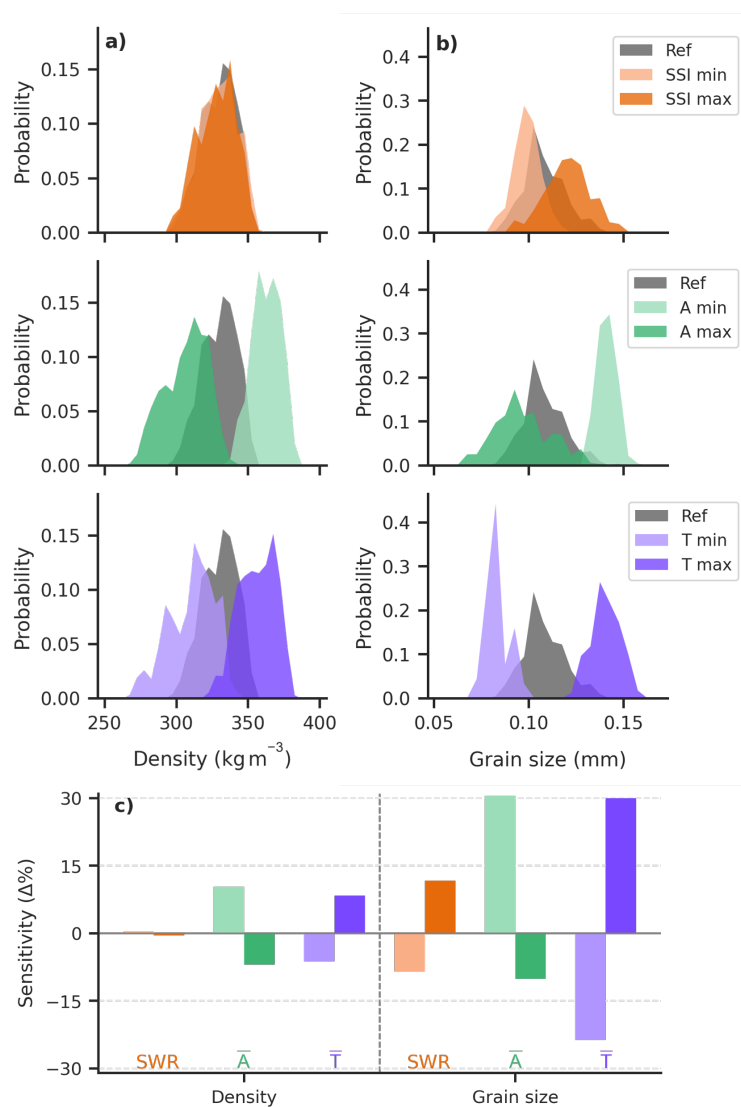 a)
Probability
0.15
0.10
0.05
0.00
b)
Probability
0.4
0.3
0.2
0.1
0.0
Ref
SSI min
SSI max
Probability
0.15
0.10
0.05
0.00
Probability
0.4
0.3
0.2
0.1
0.0
Ref
A min
A max
Probability
0.15
0.10
0.05
0.00
250 300 350 400
Density (kg m⁻³)
Probability
0.4
0.3
0.2
0.1
0.0
0.05 0.10 0.15
Grain size (mm)
Ref
T min
T max
c)
Sensitivity (Δ%)
30
15
0
−15
−30
SWR A̅ T̅ SWR A̅ T̅
Density Grain size